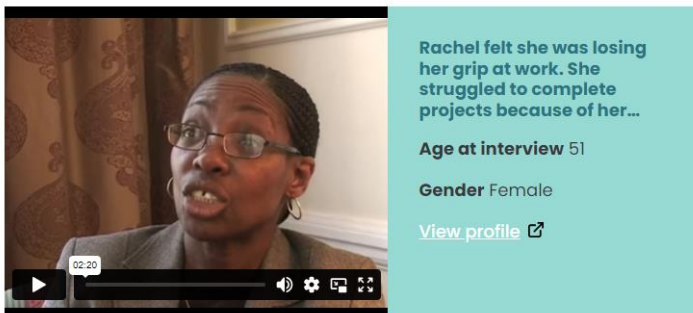 02:20
Rachel felt she was losing
her grip at work. She
struggled to complete
projects because of her...
Age at interview 51
Gender Female
View profile